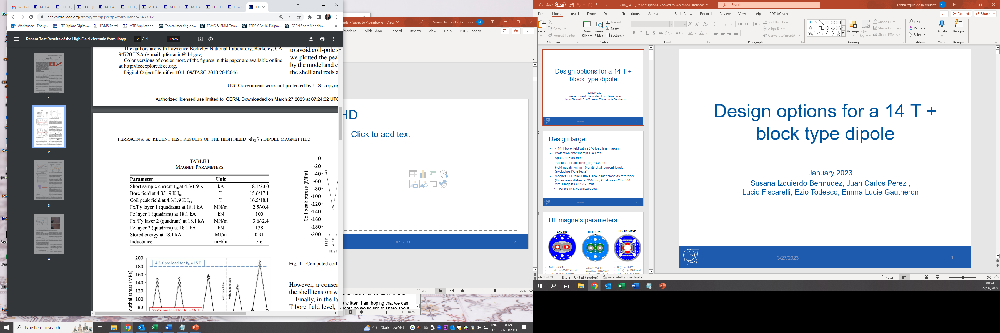 Recibid
MTF Ap
LHC-Q
LHC-Q
MTF Ap
LHC-Q
MTF A
NCR-H
MTF A
LHC-Q
Low Cr
IEE
ieeexplore.ieee.org/stamp/stamp.jsp?tp=&arnumber=5439762
Workspace - Epoxy...
IEEE Xplore Digital...
EDMS Portal
MTF Application:
Topical meeting on...
ERMC & RMM Task...
F2D2 CEA 16 T dipo...
CERN Short Models...
Recent Test Results of the High Field <formula formulatyp...
2 / 4
176%
1
2
3
4
The authors are with Lawrence Berkeley National Laboratory, Berkeley, CA
94720 USA (e-mail: pferracin@lbl.gov).
Color versions of one or more of the figures in this paper are available online
at http://ieeexplore.ieee.org.
Digital Object Identifier 10.1109/TASC.2010.2042046
to avoid coil-pole s
we plotted the pea
by the model and c
the shell and rods a
U.S. Government work not protected by U.S. copyrig
Authorized licensed use limited to: CERN. Downloaded on March 27,2023 at 07:24:32 UTC
FERRACIN et al.: RECENT TEST RESULTS OF THE HIGH FIELD Nb3Sn DIPOLE MAGNET HD2
TABLE I
MAGNET PARAMETERS
Parameter Unit
Short sample current Iss at 4.3/1.9 K kA 18.1/20.0
Bore field at 4.3/1.9 K Iss T 15.6/17.1
Coil peak field at 4.3/1.9 K Iss T 16.5/18.1
Fx/Fy layer 1 (quadrant) at 18.1 kA MN/m +2.5/-0.4
Fz layer 1 (quadrant) at 18.1 kA kN 100
Fx /Fy layer 2 (quadrant) at 18.1 kA MN/m +3.6/-2.4
Fz layer 2 (quadrant) at 18.1 kA kN 138
Stored energy at 18.1 kA MJ/m 0.91
Inductance mH/m 5.6
Coil peak stress (MPa)
0
-20
-40
-60
-80
-100
-120
-140
-160
-180
-200
293 K
4.3 K
HD2a
200
180
160
140
120
100
80
muthal stress (MPa)
4.3 K pre-load for B0 = 15 T
with bore tube
without bore tube
293 K pre-load for B0 = 15 T
Fig. 4. Computed coil
However, a conser
the shell tension w
Finally, in the la
T bore field level,
nds • Saved to \\cernbox-smb\eos
Susana Izquierdo Bermudez
SI
mations
Slide Show
Record
Review
View
Help
PDF-XChange
HD
Click to add text
3/27/2023
4
Notes
76%
e written. I am hoping that we can
100%
Type here to search
6°C Stark bewölkt
ENG
US
09:24
27/03/2023
AutoSave
Off
2302_14T+_DesignOptions • Saved to \\cernbox-smb\eos
Search
Susana Izquierdo Bermudez
SI
File
Home
Insert
Draw
Design
Transitions
Animations
Slide Show
Record
Review
View
Help
PDF-XChange
Record
Share
Paste
Cut
Copy
Format Painter
Clipboard
New
Slide
Reuse
Slides
Layout
Reset
Section
Slides
Font
Text Direction
Align Text
Convert to SmartArt
Paragraph
Arrange
Quick
Styles
Shape Fill
Shape Outline
Shape Effects
Drawing
Find
Replace
Select
Editing
Dictate
Voice
Designer
Designer
Design options for a 14 T +
block type dipole
January 2023
Susana Izquierdo Bermudez, Juan Carlos Perez ,
Lucio Fiscarelli, Ezio Todesco, Emma Lucie Gautheron
2
Design target
> 14 T bore field with 20 % load line margin
Protection time margin > 40 ms
Aperture = 50 mm
'Accelerator coil size', i.e, < 60 mm
Field quality within 10 units at all current levels
(excluding PC effects)
Magnet OD, take Euro-Circol dimensions as reference
(Intra-beam distance: 250 mm; Cold mass OD: 800
mm; Magnet OD : 760 mm
For the 1in1, we will scale down
3
HL magnets parameters
LHC-MB
HL-LHC 11 T
HL-LHC MQXF
Design options for a 14 T +
block type dipole
January 2023
Susana Izquierdo Bermudez, Juan Carlos Perez ,
Lucio Fiscarelli, Ezio Todesco, Emma Lucie Gautheron
CERN
3/27/2023
1
ide 1 of 59
English (United Kingdom)
Accessibility: Investigate
Notes
110%
09:24
27/03/2023